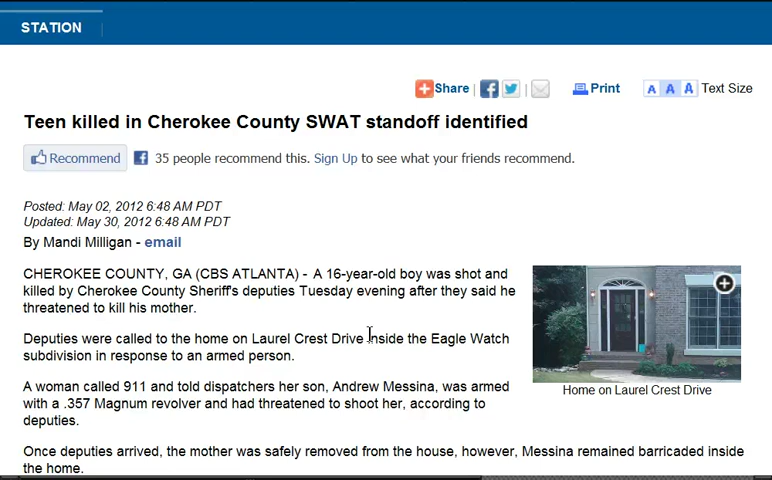 STATION
Share | | Print A A A Text Size
Teen killed in Cherokee County SWAT standoff identified
Recommend 35 people recommend this. Sign Up to see what your friends recommend.
Posted: May 02, 2012 6:48 AM PDT
Updated: May 30, 2012 6:48 AM PDT
By Mandi Milligan - email
CHEROKEE COUNTY, GA (CBS ATLANTA) - A 16-year-old boy was shot and
killed by Cherokee County Sheriff's deputies Tuesday evening after they said he
threatened to kill his mother.
Deputies were called to the home on Laurel Crest Drive inside the Eagle Watch
subdivision in response to an armed person.
A woman called 911 and told dispatchers her son, Andrew Messina, was armed
with a .357 Magnum revolver and had threatened to shoot her, according to
deputies.
Home on Laurel Crest Drive
Once deputies arrived, the mother was safely removed from the house, however, Messina remained barricaded inside
the home.